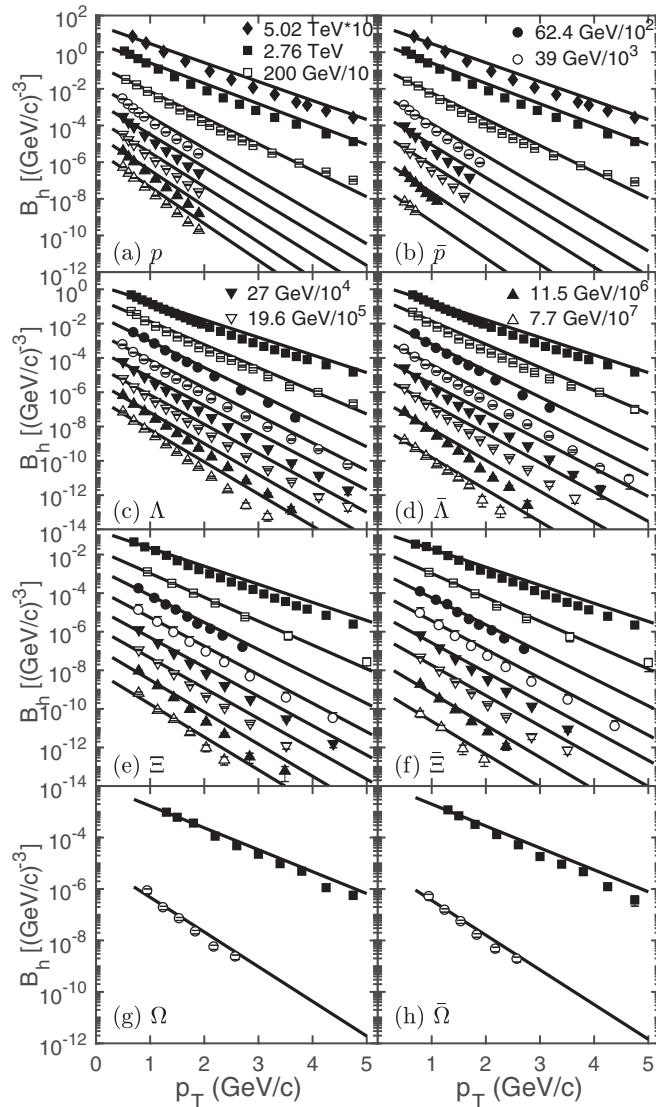 5.02 TeV*10
2.76 TeV
200 GeV/10
62.4 GeV/10²
39 GeV/10³
B_h [(GeV/c)⁻³]
10²
10⁰
10⁻²
10⁻⁴
10⁻⁶
10⁻⁸
10⁻¹⁰
10⁻¹²
(a) p
(b) p̄
27 GeV/10⁴
19.6 GeV/10⁵
11.5 GeV/10⁶
7.7 GeV/10⁷
B_h [(GeV/c)⁻³]
10⁰
10⁻²
10⁻⁴
10⁻⁶
10⁻⁸
10⁻¹⁰
10⁻¹²
10⁻¹⁴
(c) Λ
(d) Λ̄
B_h [(GeV/c)⁻³]
10⁻²
10⁻⁴
10⁻⁶
10⁻⁸
10⁻¹⁰
10⁻¹²
10⁻¹⁴
(e) Ξ
(f) Ξ̄
B_h [(GeV/c)⁻³]
10⁻⁴
10⁻⁶
10⁻⁸
10⁻¹⁰
10⁻¹²
(g) Ω
(h) Ω̄
0 1 2 3 4 5
1 2 3 4 5
p_T (GeV/c)
p_T (GeV/c)